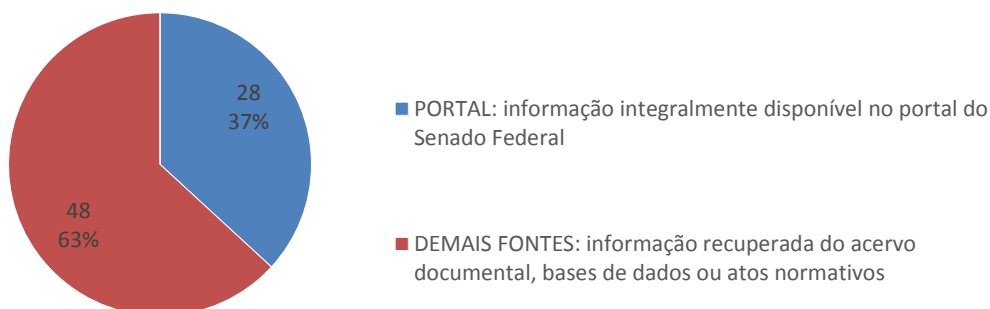 28
37%
48
63%
PORTAL: informação integralmente disponível no portal do
Senado Federal
DEMAIS FONTES: informação recuperada do acervo
documental, bases de dados ou atos normativos